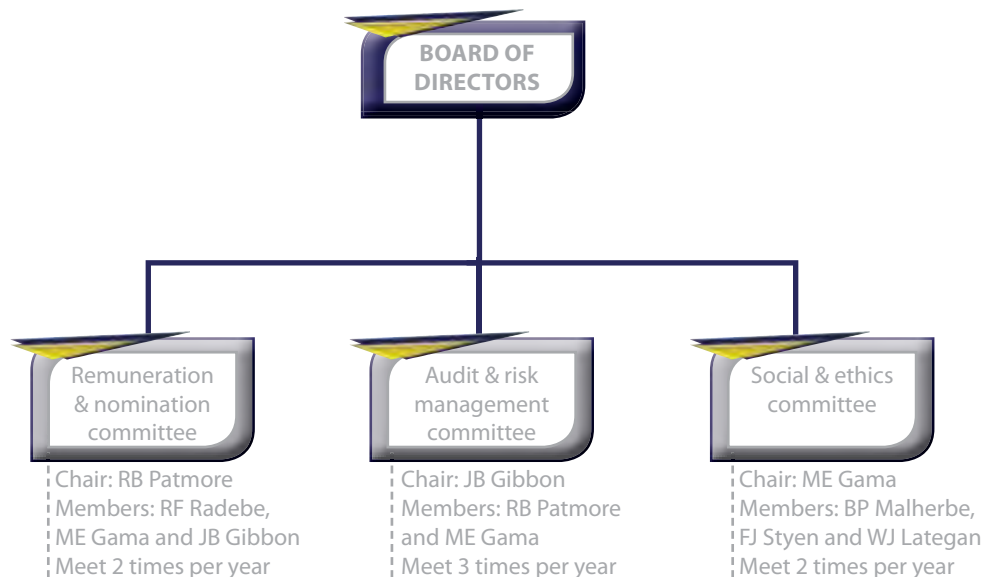 BOARD OF
DIRECTORS
Remuneration
& nomination
committee
Chair: RB Patmore
Members: RF Radebe,
ME Gama and JB Gibbon
Meet 2 times per year
Audit & risk
management
committee
Chair: JB Gibbon
Members: RB Patmore
and ME Gama
Meet 3 times per year
Social & ethics
committee
Chair: ME Gama
Members: BP Malherbe,
FJ Styen and WJ Lategan
Meet 2 times per year